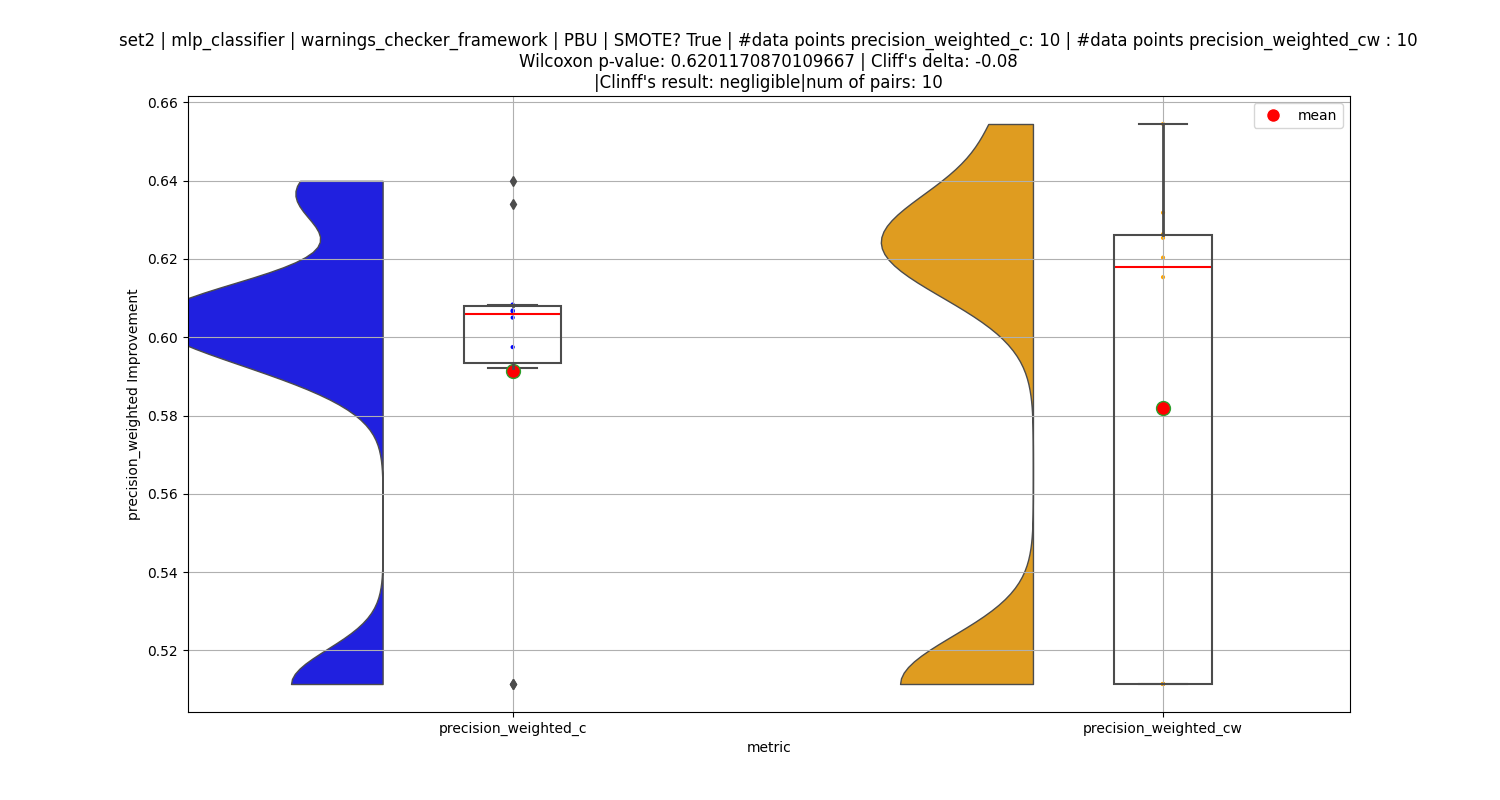 set2 | mlp_classifier | warnings_checker_framework | PBU | SMOTE? True | #data points precision_weighted_c: 10 | #data points precision_weighted_cw : 10
Wilcoxon p-value: 0.6201170870109667 | Cliff's delta: -0.08
|Clinff's result: negligible|num of pairs: 10
mean
0.66
0.64
0.62
0.60
0.58
0.56
0.54
0.52
precision_weighted Improvement
precision_weighted_c
precision_weighted_cw
metric